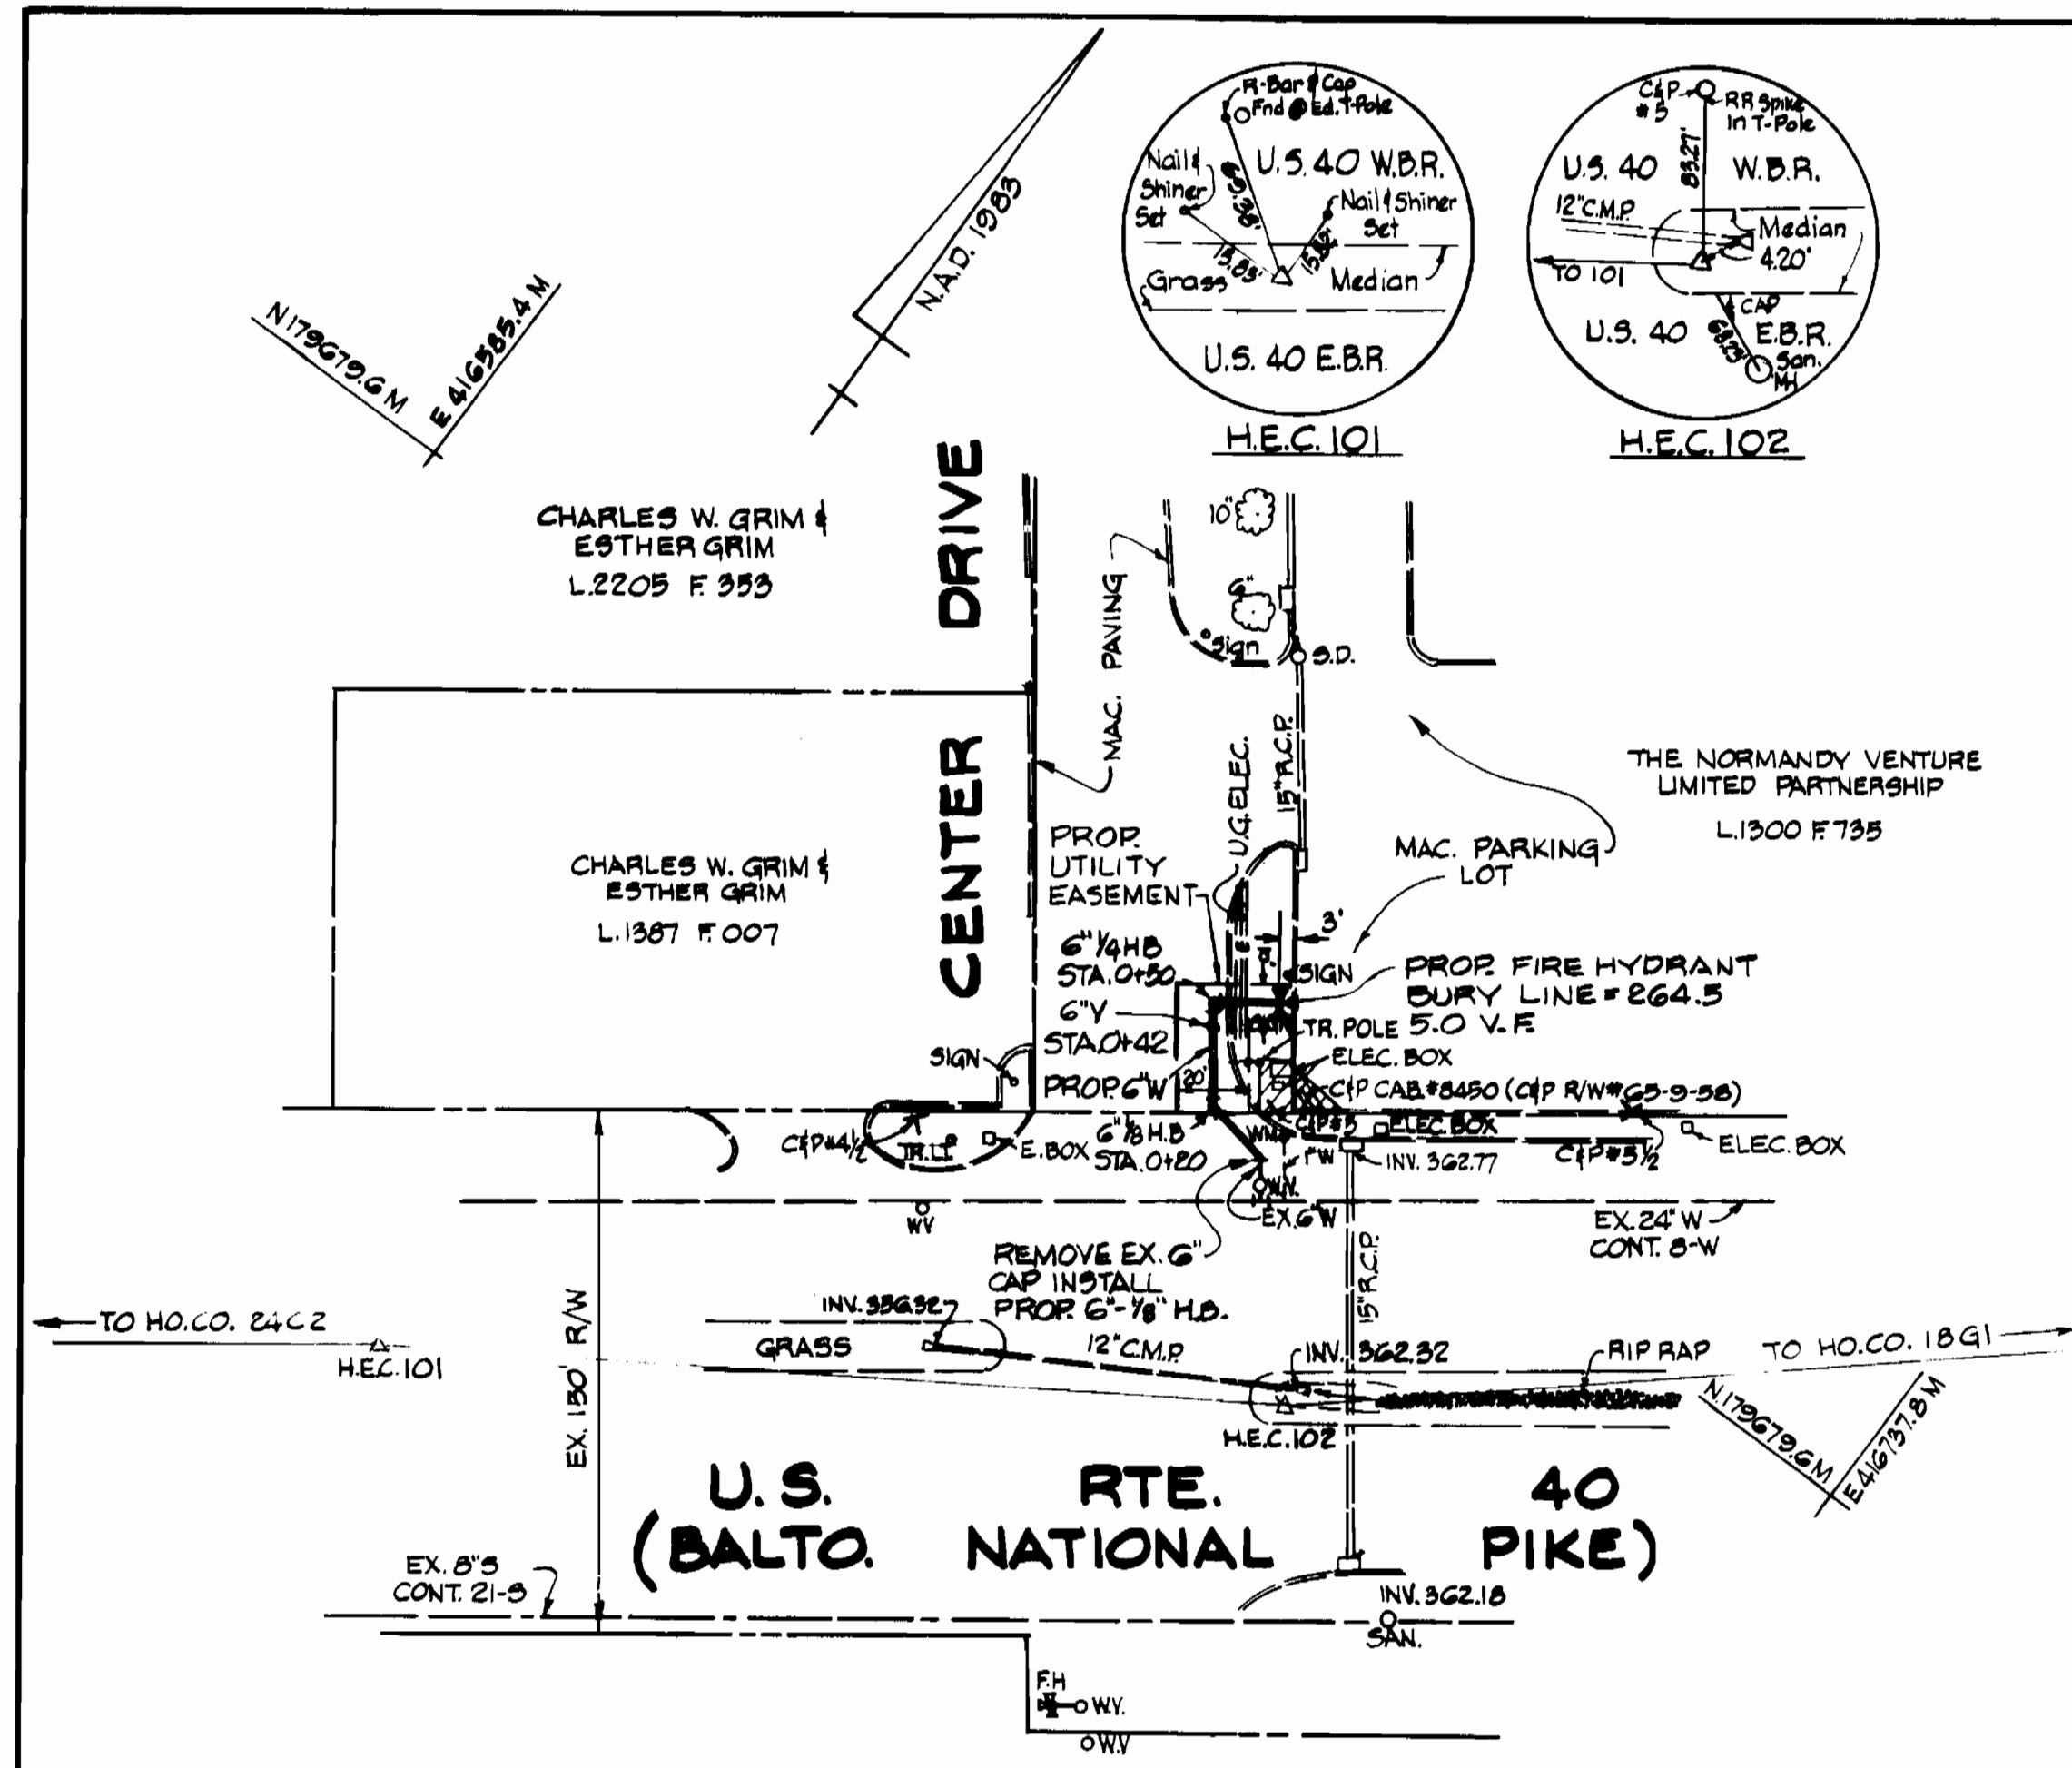 N.A.D. 1983
N179679.6 M
E 416585.4 M
R-Bar & Cap
Fnd @ Ed. T-Pole
Nail &
Shiner
Set
U.S. 40 W.B.R.
Nail & Shiner
Set
13.83'
Grass
Median
U.S. 40 E.B.R.
H.E.C. 101
C&P
#5
RR Spike
In T-Pole
83.27'
U.S. 40
W.B.R.
12" C.M.P.
Median
4.20'
TO 101
CAP
U.S. 40
E.B.R.
San.
MH
H.E.C. 102
CHARLES W. GRIM &
ESTHER GRIM
L.2205 F. 353
CENTER DRIVE
MAC. PAVING
10"
6"
Sign
S.D.
15" R.C.P.
U.G. ELEC.
THE NORMANDY VENTURE
LIMITED PARTNERSHIP
L.1300 F. 735
MAC. PARKING
LOT
CHARLES W. GRIM &
ESTHER GRIM
L.1387 F. 007
PROP.
UTILITY
EASEMENT
3'
6" 1/4 HB
STA. 0+50
SIGN
PROP. FIRE HYDRANT
BURY LINE = 264.5
5.0 V.F.
6" V
STA. 0+42
TR. POLE
ELEC. BOX
SIGN
PROP. 6" W
20'
C&P CAB. #8450 (C&P R/W #65-9-58)
C&P #4 1/2
TR. LT
E. BOX
6" 1/8 H.B
STA. 0+20
WM
C&P #5
ELEC. BOX
1" W
INV. 362.77
C&P #5 1/2
ELEC. BOX
W.V.
EX. 6" W
WV
EX. 24" W
CONT. 8-W
REMOVE EX. 6"
CAP INSTALL
PROP. 6"-1/8" H.B.
15" R.C.P.
EX. 150' R/W
TO HO. CO. 24C2
H.E.C. 101
INV. 356.32
GRASS
12" C.M.P.
INV. 362.32
RIP RAP
TO HO.CO. 18G1
H.E.C. 102
N.179679.6 M
E.416737.8 M
U.S. RTE. 40
(BALTO. NATIONAL PIKE)
EX. 8"S
CONT. 21-S
INV. 362.18
SAN.
F.H
W.V.
W.V